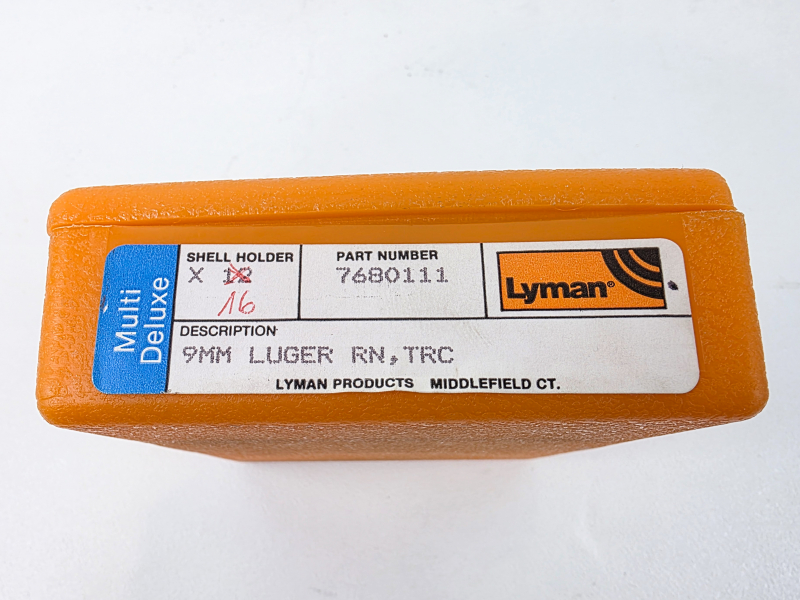 Multi
Deluxe
SHELL HOLDER
X 12
16
PART NUMBER
7680111
Lyman®
DESCRIPTION
9MM LUGER RN,TRC
LYMAN PRODUCTS MIDDLEFIELD CT.